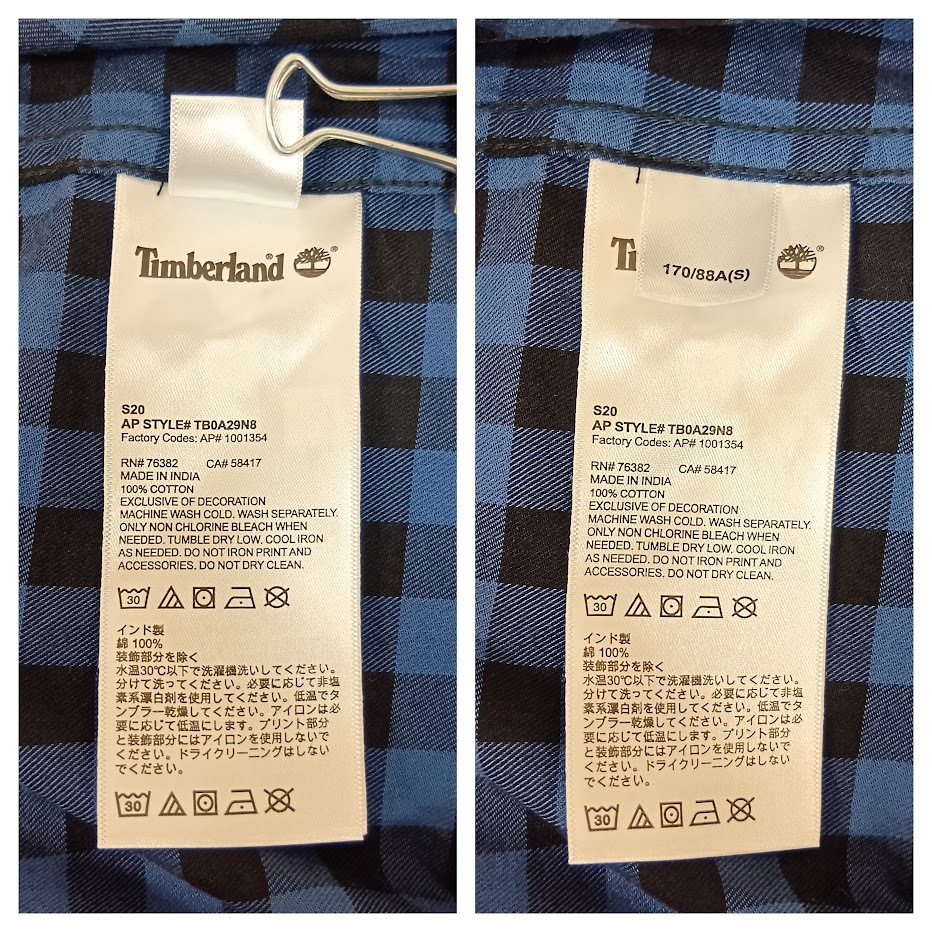 Timberland®
S20
AP STYLE# TB0A29N8
Factory Codes: AP# 1001354
RN# 76382 CA# 58417
MADE IN INDIA
100% COTTON
EXCLUSIVE OF DECORATION
MACHINE WASH COLD. WASH SEPARATELY.
ONLY NON CHLORINE BLEACH WHEN
NEEDED. TUMBLE DRY LOW. COOL IRON
AS NEEDED. DO NOT IRON PRINT AND
ACCESSORIES. DO NOT DRY CLEAN.
30
インド製
綿 100%
装飾部分を除く
水温30℃以下で洗濯機洗いしてください。
分けて洗ってください。必要に応じて非塩
素系漂白剤を使用してください。低温でタ
ンブラー乾燥してください。アイロンは必
要に応じて低温にします。プリント部分
と装飾部分にはアイロンを使用しないで
ください。ドライクリーニングはしない
でください。
30
Ti
170/88A(S)
S20
AP STYLE# TB0A29N8
Factory Codes: AP# 1001354
RN# 76382 CA# 58417
MADE IN INDIA
100% COTTON
EXCLUSIVE OF DECORATION
MACHINE WASH COLD. WASH SEPARATELY.
ONLY NON CHLORINE BLEACH WHEN
NEEDED. TUMBLE DRY LOW. COOL IRON
AS NEEDED. DO NOT IRON PRINT AND
ACCESSORIES. DO NOT DRY CLEAN.
30
インド製
綿 100%
装飾部分を除く
水温30℃以下で洗濯機洗いしてください。
分けて洗ってください。必要に応じて非塩
素系漂白剤を使用してください。低温でタ
ンブラー乾燥してください。アイロンは必
要に応じて低温にします。プリント部分
と装飾部分にはアイロンを使用しないで
ください。ドライクリーニングはしない
でください。
30